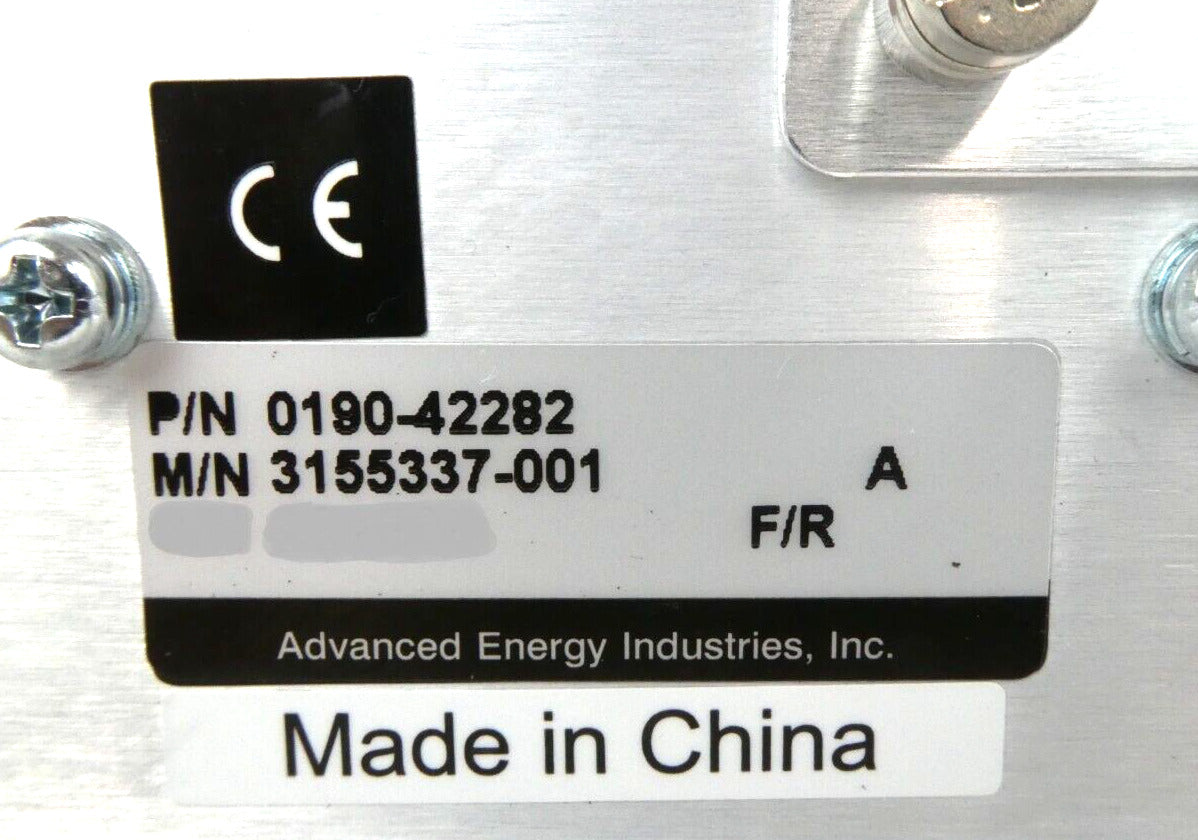 CE
P/N 0190-42282
M/N 3155337-001 A
F/R
Advanced Energy Industries, Inc.
Made in China